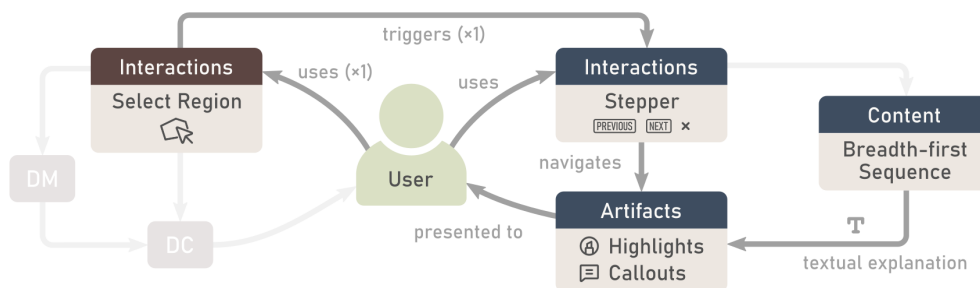 triggers (×1)
Interactions
Select Region
uses (×1)
uses
Interactions
Stepper
PREVIOUS NEXT ×
Content
Breadth-first
Sequence
DM
User
navigates
Artifacts
Highlights
Callouts
presented to
DC
T
textual explanation